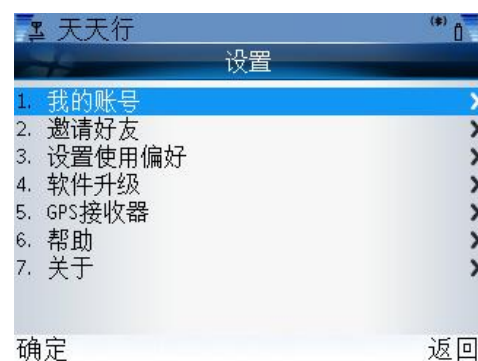 天天行
设置
1. 我的账号
2. 邀请好友
3. 设置使用偏好
4. 软件升级
5. GPS接收器
6. 帮助
7. 关于
确定 返回